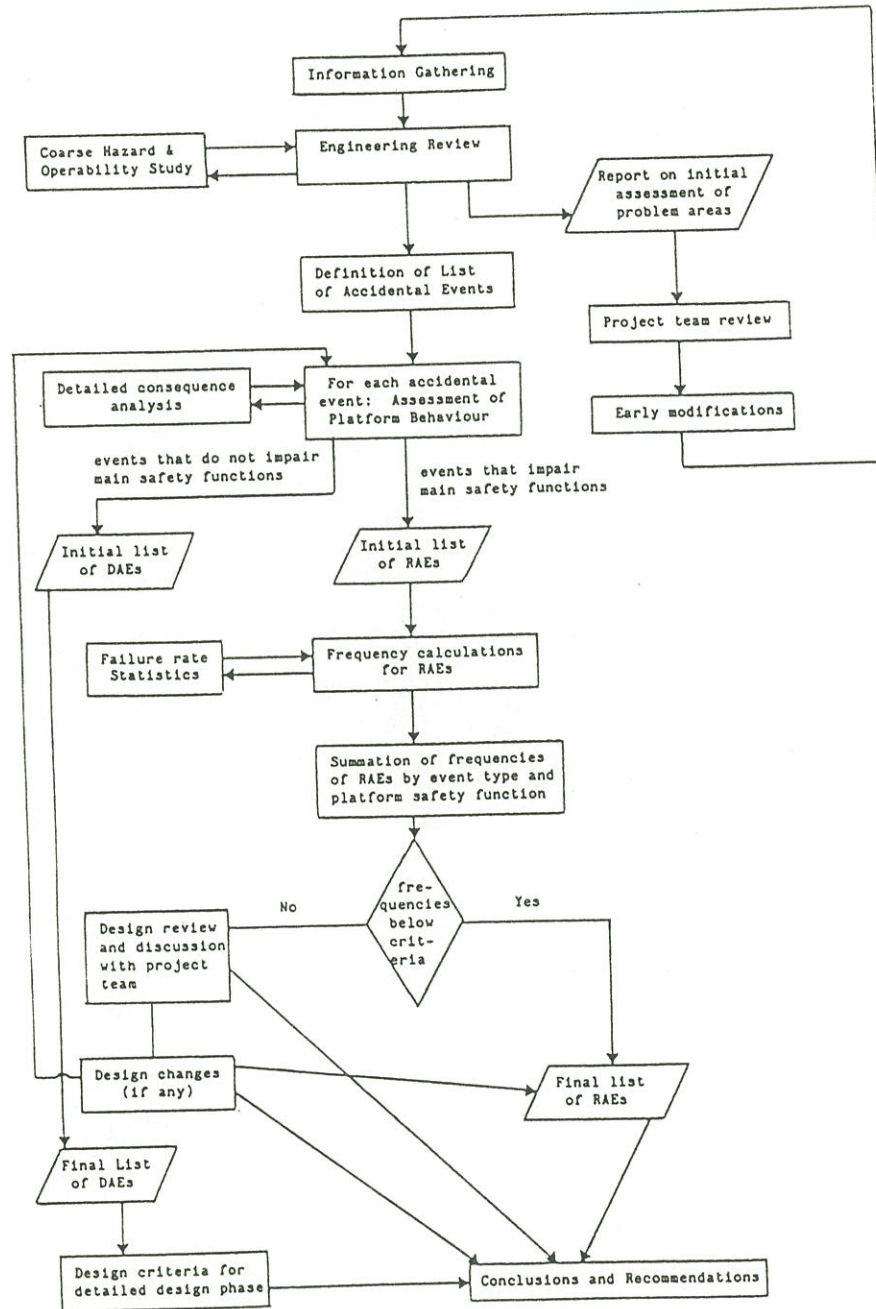 Information Gathering
Coarse Hazard &
Operability Study
Engineering Review
Report on initial
assessment of
problem areas
Definition of List
of Accidental Events
Project team review
Detailed consequence
analysis
For each accidental
event: Assessment of
Platform Behaviour
Early modifications
events that do not impair
main safety functions
events that impair
main safety functions
Initial list
of DAEs
Initial list
of RAEs
Failure rate
Statistics
Frequency calculations
for RAEs
Summation of frequencies
of RAEs by event type and
platform safety function
fre-
quencies
below
crit-
eria
No
Yes
Design review
and discussion
with project
team
Design changes
(if any)
Final list
of RAEs
Final List
of DAEs
Design criteria for
detailed design phase
Conclusions and Recommendations